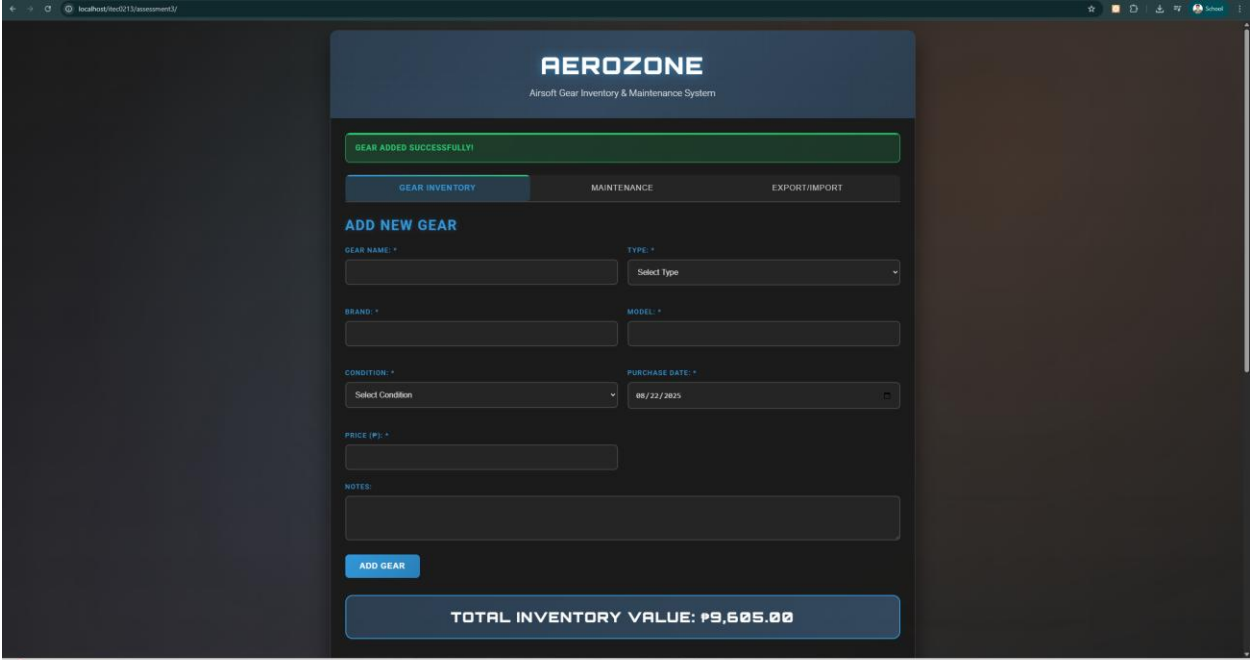 localhost/itec0213/assessment3/
School
AEROZONE
Airsoft Gear Inventory & Maintenance System
GEAR ADDED SUCCESSFULLY!
GEAR INVENTORY MAINTENANCE EXPORT/IMPORT
ADD NEW GEAR
GEAR NAME: * TYPE: *
Select Type
BRAND: * MODEL: *
CONDITION: * PURCHASE DATE: *
Select Condition 08/22/2025
PRICE (₱): *
NOTES:
ADD GEAR
TOTAL INVENTORY VALUE: ₱9,605.00